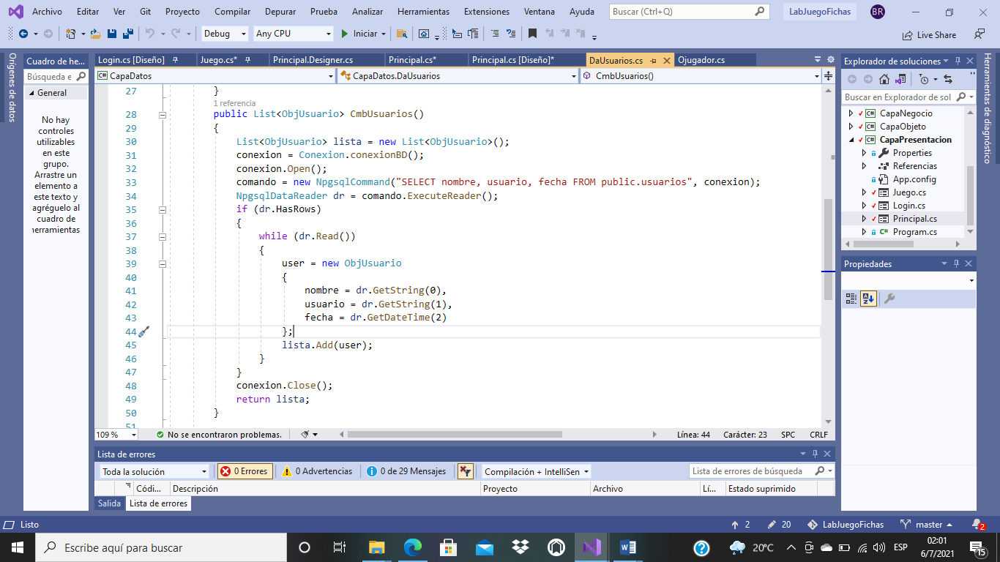 Archivo Editar Ver Git Proyecto Compilar Depurar Prueba Analizar Herramientas Extensiones Ventana Ayuda Buscar (Ctrl+Q) LabJuegoFichas BR
Debug Any CPU Iniciar Live Share
Orígenes de datos
Cuadro de he...
Búsqueda e
General
No hay
controles
utilizables
en este
grupo.
Arrastre un
elemento a
este texto y
agréguelo al
cuadro de
herramientas
Login.cs [Diseño] Juego.cs* Principal.Designer.cs Principal.cs* Principal.cs [Diseño]* DaUsuarios.cs Ojugador.cs
CapaDatos CapaDatos.DaUsuarios CmbUsuarios()
27 }
1 referencia
28 public List<ObjUsuario> CmbUsuarios()
29 {
30 List<ObjUsuario> lista = new List<ObjUsuario>();
31 conexion = Conexion.conexionBD();
32 conexion.Open();
33 comando = new NpgsqlCommand("SELECT nombre, usuario, fecha FROM public.usuarios", conexion);
34 NpgsqlDataReader dr = comando.ExecuteReader();
35 if (dr.HasRows)
36 {
37 while (dr.Read())
38 {
39 user = new ObjUsuario
40 {
41 nombre = dr.GetString(0),
42 usuario = dr.GetString(1),
43 fecha = dr.GetDateTime(2)
44 };
45 lista.Add(user);
46 }
47 }
48 conexion.Close();
49 return lista;
50 }
51
109 % No se encontraron problemas. Línea: 44 Carácter: 23 SPC CRLF
Lista de errores
Toda la solución 0 Errores 0 Advertencias 0 de 29 Mensajes Compilación + IntelliSen Lista de errores de búsqueda
Códi... Descripción Proyecto Archivo Lí... Estado suprimido
Salida Lista de errores
Explorador de soluciones
Buscar en Explorador de sol
CapaNegocio
CapaObjeto
CapaPresentacion
Properties
Referencias
App.config
Juego.cs
Login.cs
Principal.cs
Program.cs
Propiedades
Herramientas de diagnóstico
Listo 2 20 LabJuegoFichas master 2
Escribe aquí para buscar 20°C ESP 02:01
6/7/2021 15